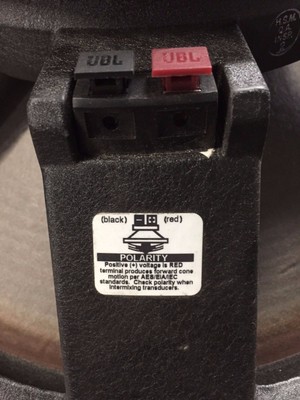 JBL JBL
(black) (red)
POLARITY
Positive (+) voltage is RED
terminal produces forward cone
motion per AES/EIA/IEC
standards. Check polarity when
intermixing transducers.